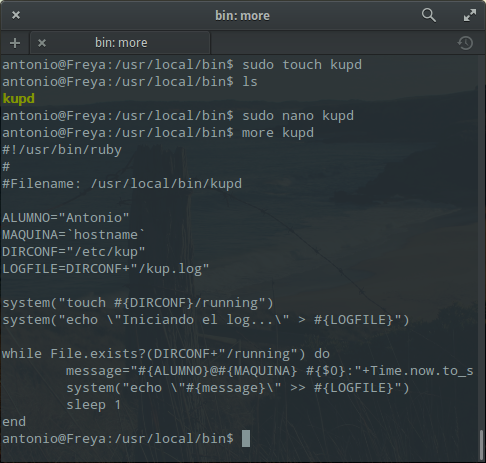 bin: more
bin: more
antonio@Freya:/usr/local/bin$ sudo touch kupd
antonio@Freya:/usr/local/bin$ ls
kupd
antonio@Freya:/usr/local/bin$ sudo nano kupd
antonio@Freya:/usr/local/bin$ more kupd
#!/usr/bin/ruby
#
#Filename: /usr/local/bin/kupd
ALUMNO="Antonio"
MAQUINA=`hostname`
DIRCONF="/etc/kup"
LOGFILE=DIRCONF+"/kup.log"
system("touch #{DIRCONF}/running")
system("echo \"Iniciando el log...\" > #{LOGFILE}")
while File.exists?(DIRCONF+"/running") do
        message="#{ALUMNO}@#{MAQUINA} #{$0}:"+Time.now.to_s
        system("echo \"#{message}\" >> #{LOGFILE}")
        sleep 1
end
antonio@Freya:/usr/local/bin$